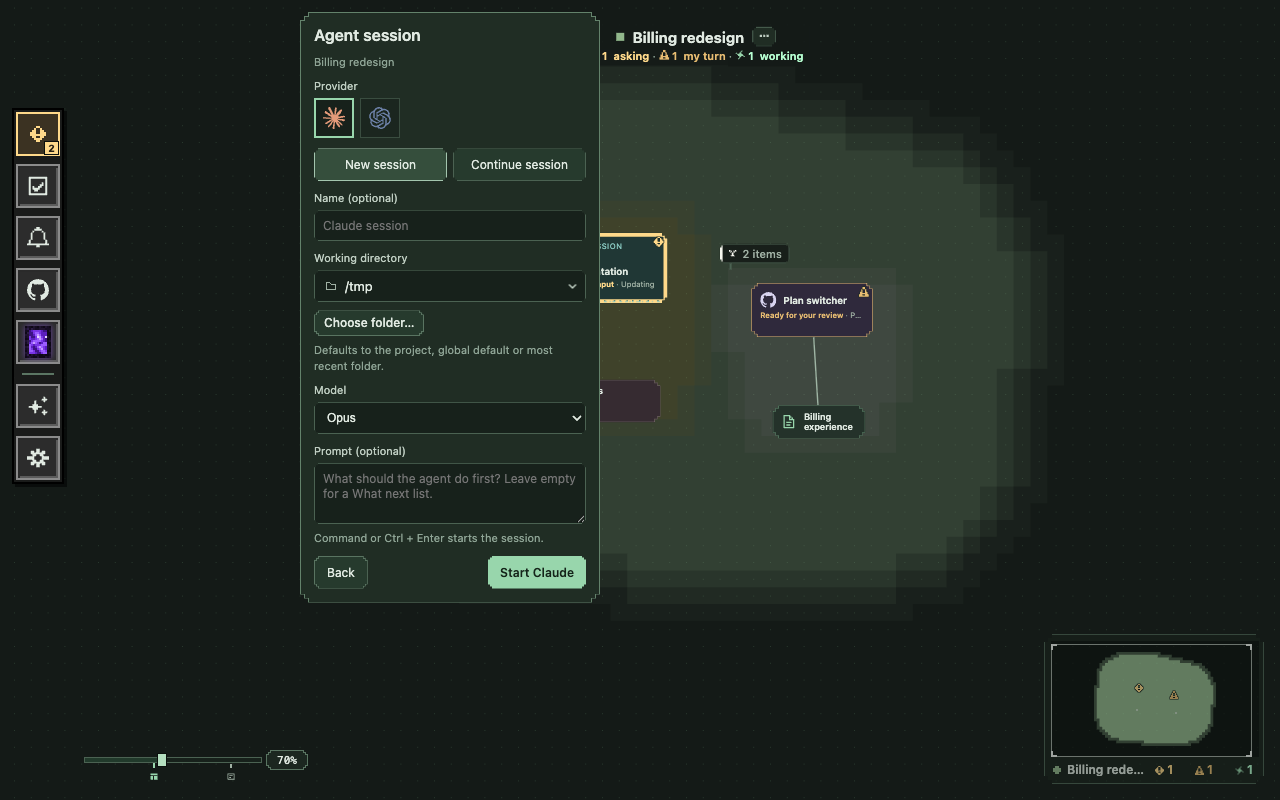 Agent session
Billing redesign
Provider
New session
Continue session
Name (optional)
Claude session
Working directory
/tmp
Choose folder...
Defaults to the project, global default or most
recent folder.
Model
Opus
Prompt (optional)
What should the agent do first? Leave empty
for a What next list.
Command or Ctrl + Enter starts the session.
Back
Start Claude
Billing redesign
1 asking · 1 my turn · 1 working
2
2 items
Updating
Plan switcher
Ready for your review · P...
Billing
experience
70%
Billing rede... 1 1 1